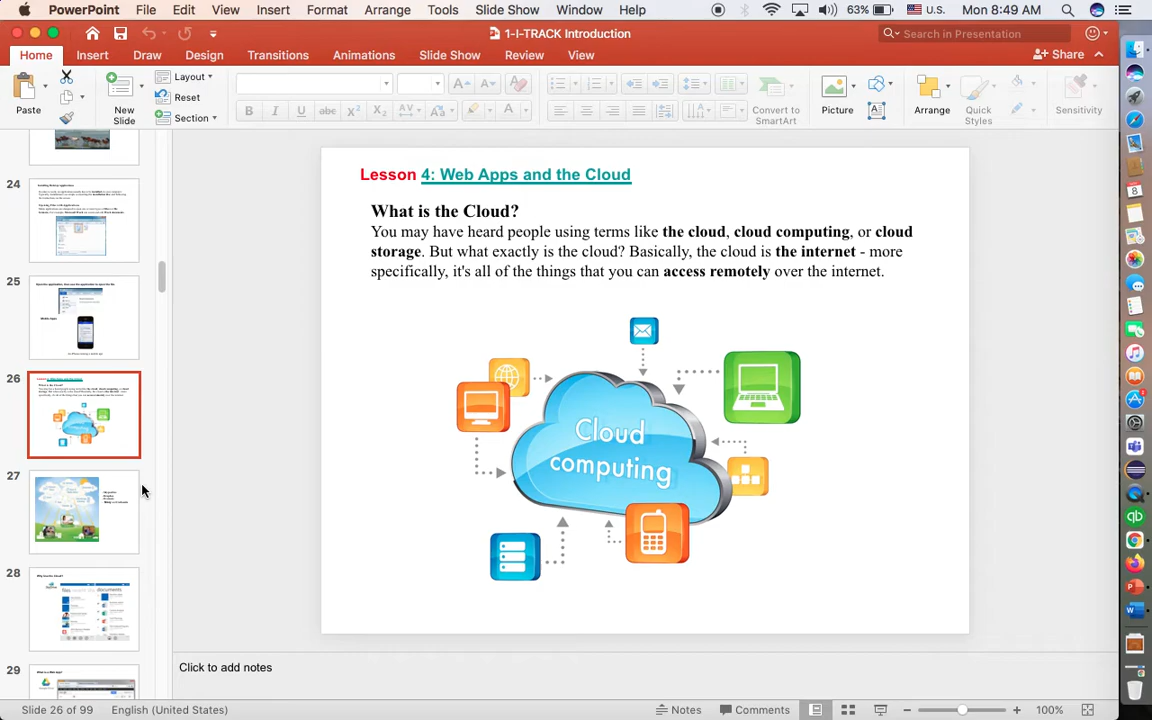 PowerPoint File Edit View Insert Format Arrange Tools Slide Show Window Help 63% U.S. Mon 8:49 AM
1-I-TRACK Introduction
Search in Presentation
Home Insert Draw Design Transitions Animations Slide Show Review View Share
Paste New Slide Layout Reset Section Convert to SmartArt Picture Arrange Quick Styles Sensitivity
24
25
26
27
28
29
Lesson 4: Web Apps and the Cloud
What is the Cloud?
You may have heard people using terms like the cloud, cloud computing, or cloud
storage. But what exactly is the cloud? Basically, the cloud is the internet - more
specifically, it's all of the things that you can access remotely over the internet.
Cloud
computing
Click to add notes
Slide 26 of 99 English (United States) Notes Comments 100%